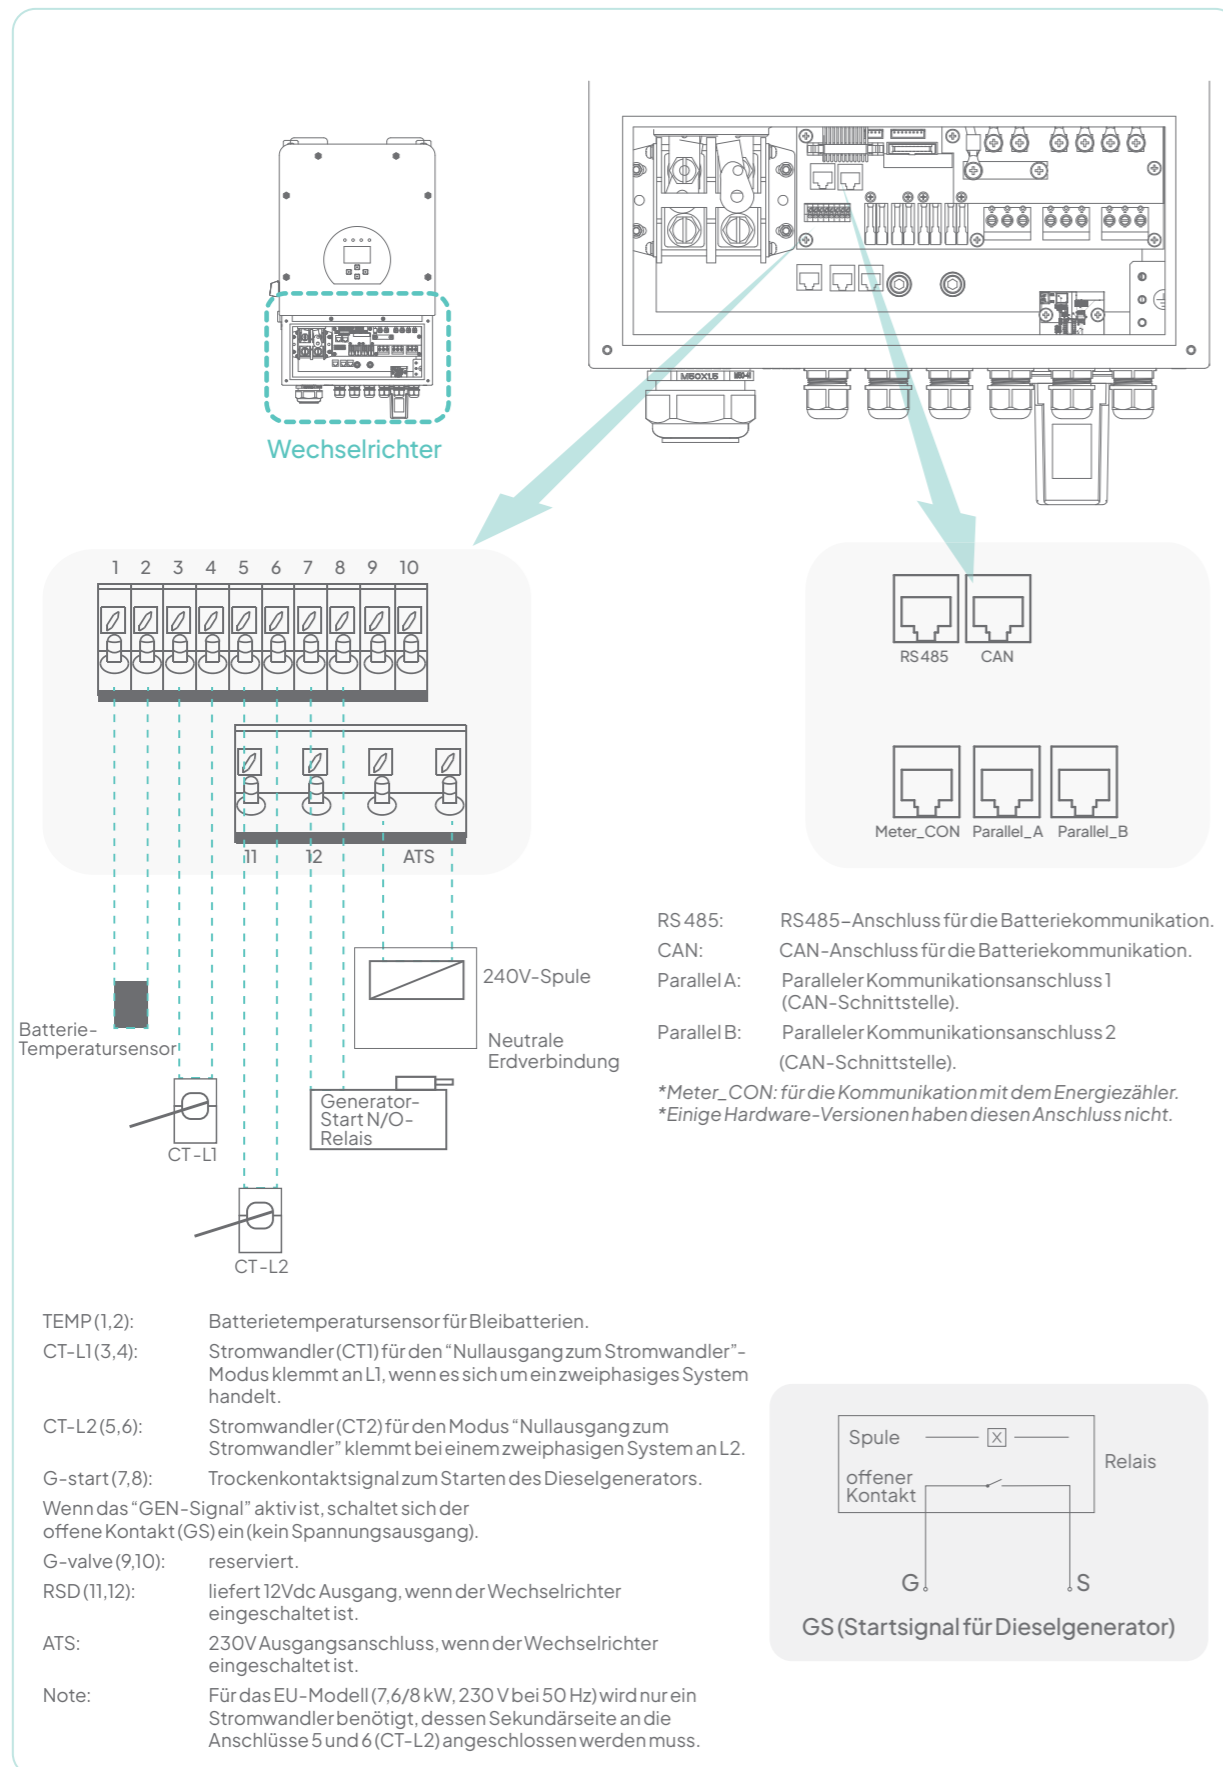 M50X1.5
Wechselrichter
1 2 3 4 5 6 7 8 9 10
11 12 ATS
RS485 CAN
Meter_CON Parallel_A Parallel_B
240V-Spule
Neutrale
Erdverbindung
Batterie-
Temperatursensor
Generator-
Start N/O-
Relais
CT-L1
CT-L2
RS 485: RS485-Anschluss für die Batteriekommunikation.
CAN: CAN-Anschluss für die Batteriekommunikation.
Parallel A: Paralleler Kommunikationsanschluss 1
(CAN-Schnittstelle).
Parallel B: Paralleler Kommunikationsanschluss 2
(CAN-Schnittstelle).
*Meter_CON: für die Kommunikation mit dem Energiezähler.
*Einige Hardware-Versionen haben diesen Anschluss nicht.
TEMP (1,2): Batterietemperatursensor für Bleibatterien.
CT-L1 (3,4): Stromwandler (CT1) für den “Nullausgang zum Stromwandler”-
Modus klemmt an L1, wenn es sich um ein zweiphasiges System
handelt.
CT-L2 (5,6): Stromwandler (CT2) für den Modus “Nullausgang zum
Stromwandler” klemmt bei einem zweiphasigen System an L2.
G-start (7,8): Trockenkontaktsignal zum Starten des Dieselgenerators.
Wenn das “GEN-Signal” aktiv ist, schaltet sich der
offene Kontakt (GS) ein (kein Spannungsausgang).
G-valve (9,10): reserviert.
RSD (11,12): liefert 12Vdc Ausgang, wenn der Wechselrichter
eingeschaltet ist.
ATS: 230V Ausgangsanschluss, wenn der Wechselrichter
eingeschaltet ist.
Note: Für das EU-Modell (7,6/8 kW, 230 V bei 50 Hz) wird nur ein
Stromwandler benötigt, dessen Sekundärseite an die
Anschlüsse 5 und 6 (CT-L2) angeschlossen werden muss.
Spule X
Relais
offener
Kontakt
G S
GS (Startsignal für Dieselgenerator)